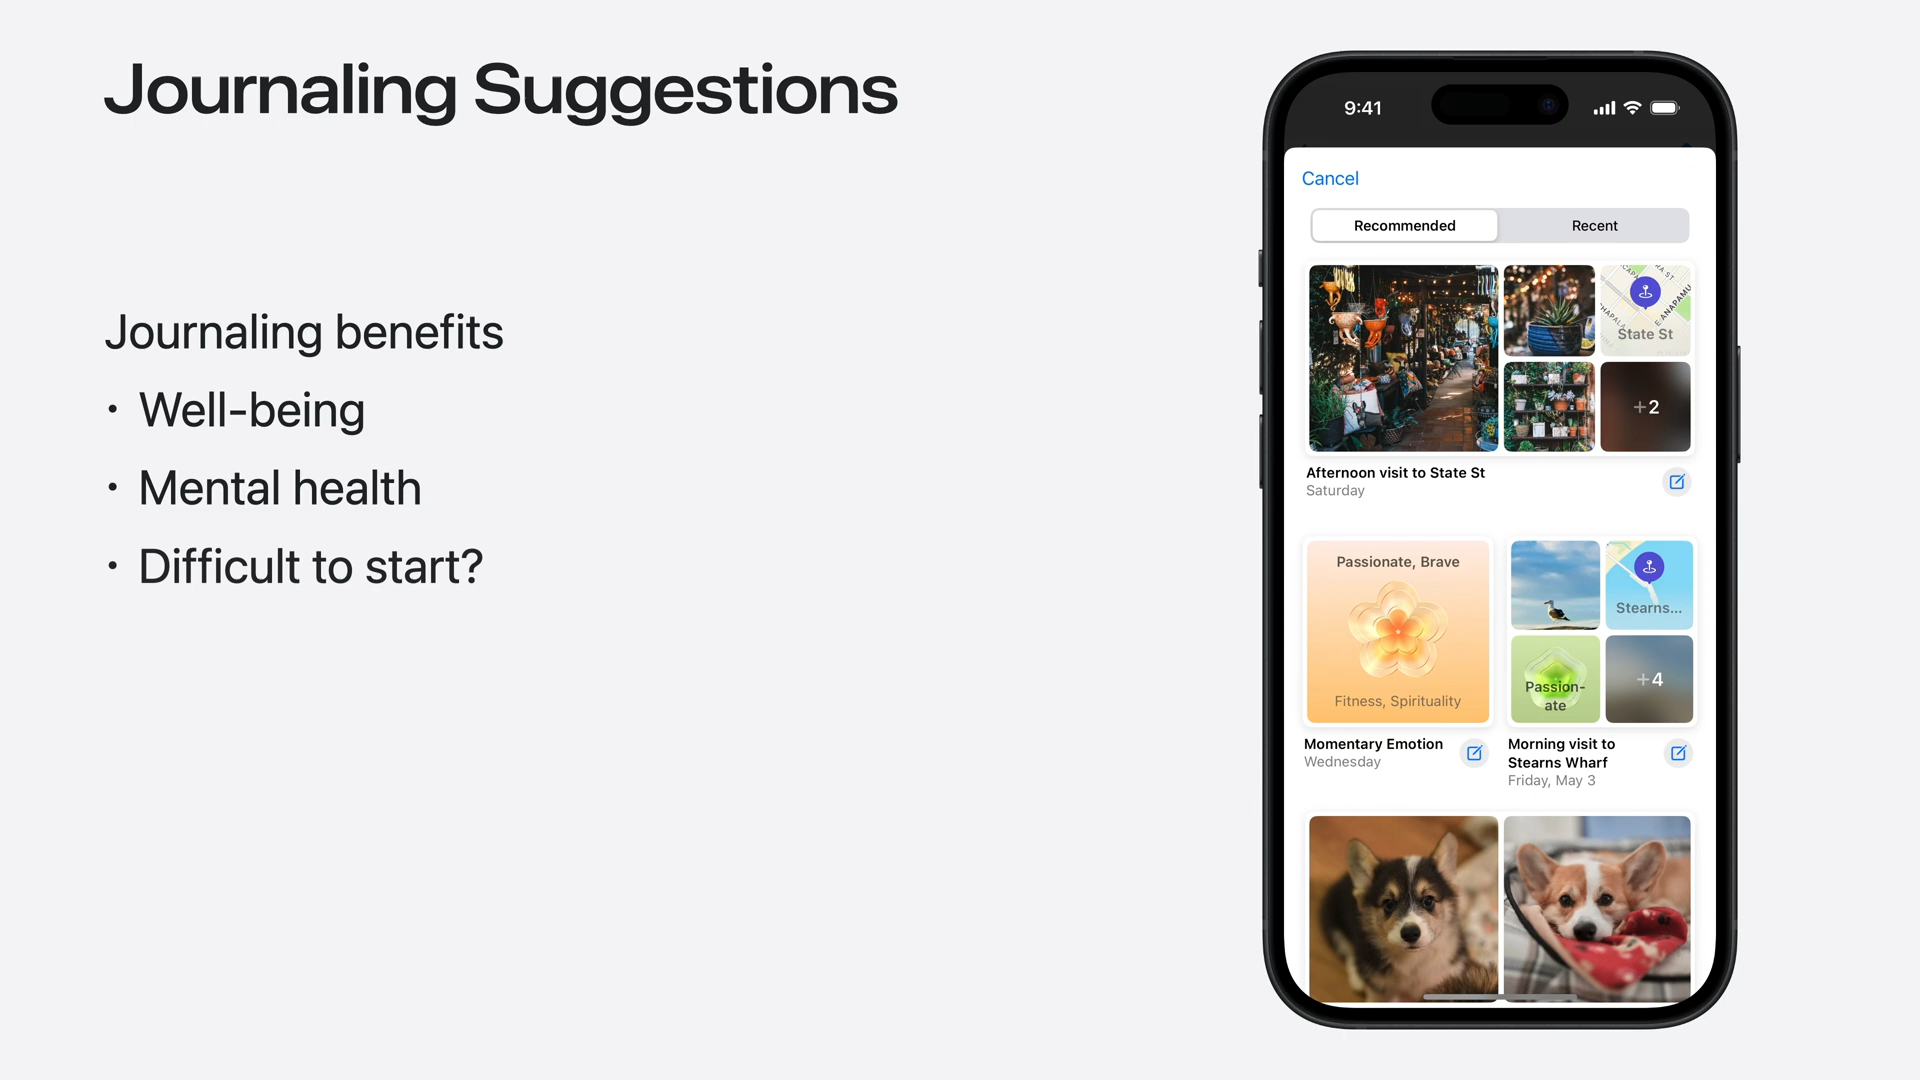 Journaling Suggestions
Journaling benefits
• Well-being
• Mental health
• Difficult to start?
9:41
Cancel
Recommended
Recent
State St
E ANAPAMU
+2
Afternoon visit to State St
Saturday
Passionate, Brave
Fitness, Spirituality
Momentary Emotion
Wednesday
Stearns...
Passion-
ate
+4
Morning visit to
Stearns Wharf
Friday, May 3